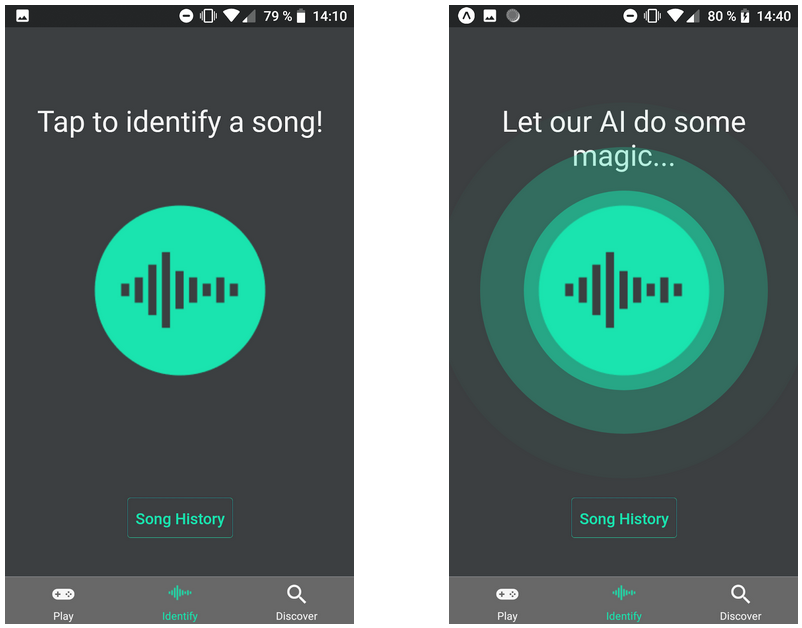 79 % 14:10
Tap to identify a song!
Song History
Play Identify Discover
80 % 14:40
Let our AI do some
magic...
Song History
Play Identify Discover